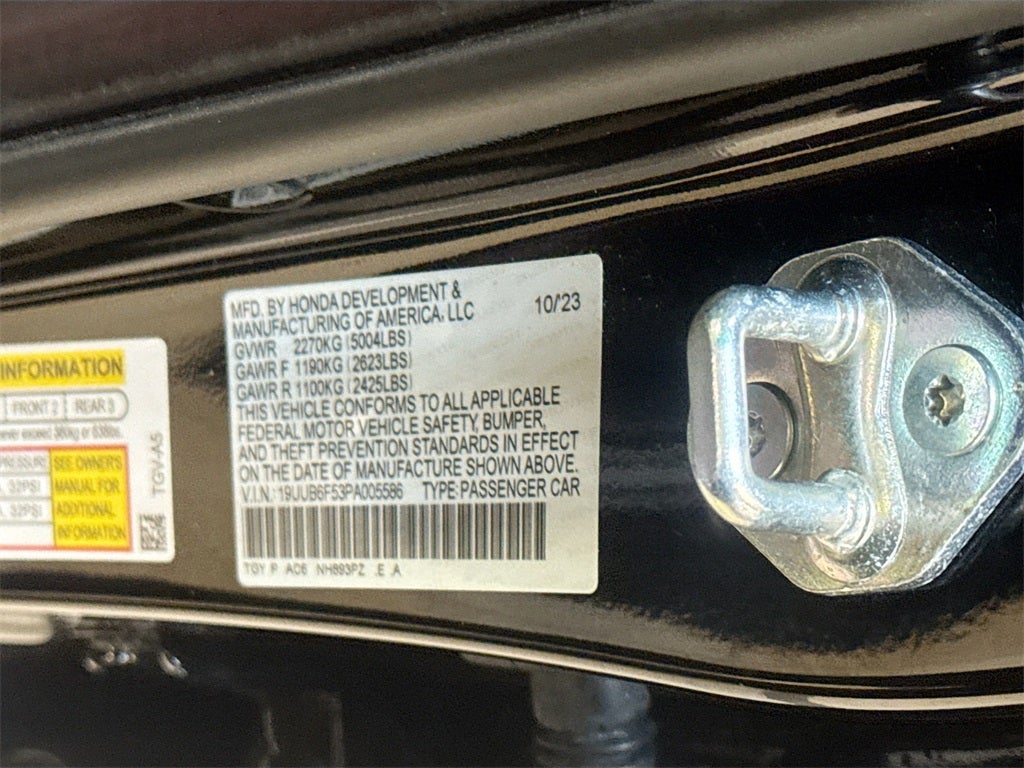 INFORMATION
FRONT 2 REAR 3
PRESSURE
SEE OWNER'S
32PSI
MANUAL FOR
32PSI
ADDITIONAL
INFORMATION
TGV-A5
MFD. BY HONDA DEVELOPMENT & 10/23
MANUFACTURING OF AMERICA, LLC
GVWR 2270KG (5004LBS)
GAWR F 1190KG (2623LBS)
GAWR R 1100KG (2425LBS)
THIS VEHICLE CONFORMS TO ALL APPLICABLE
FEDERAL MOTOR VEHICLE SAFETY, BUMPER,
AND THEFT PREVENTION STANDARDS IN EFFECT
ON THE DATE OF MANUFACTURE SHOWN ABOVE.
V.I.N.: 19UUB6F53PA005586 TYPE:PASSENGER CAR
TGY P AC6 NH893PZ .E .A